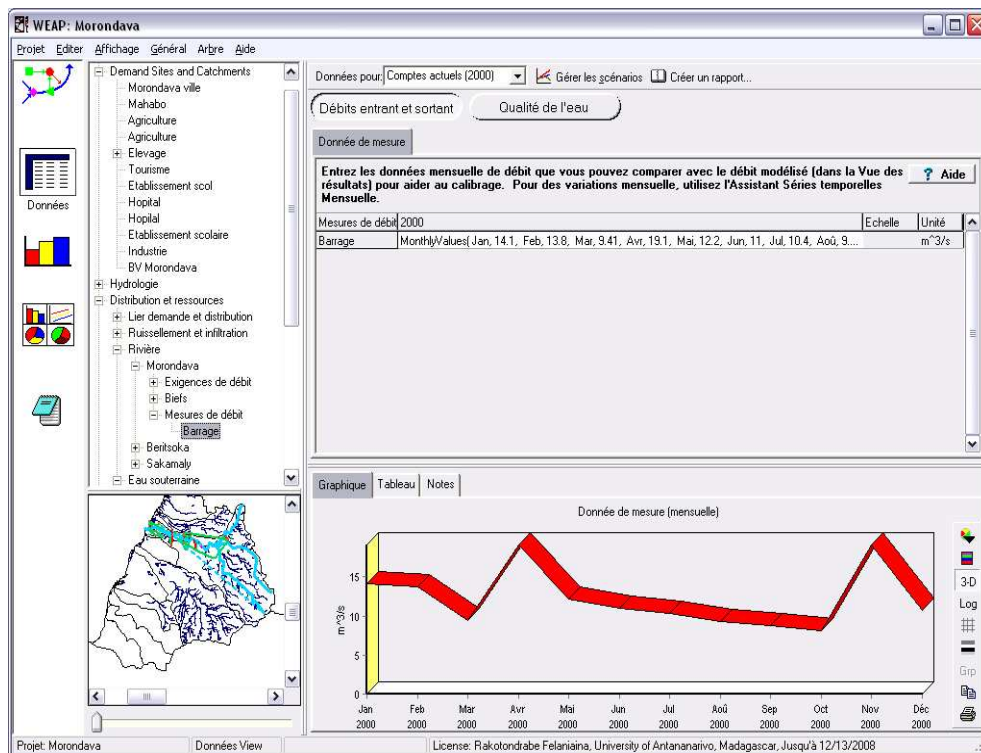 WEAP: Morondava
Projet Editer Affichage Général Arbre Aide
Données
Demand Sites and Catchments
Morondava ville
Mahabo
Agriculture
Agriculture
Elevage
Tourisme
Etablissement scol
Hopital
Hopilal
Etablissement scolaire
Industrie
BV Morondava
Hydrologie
Distribution et ressources
Lier demande et distribution
Ruissellement et infiltration
Rivière
Morondava
Exigences de débit
Biefs
Mesures de débit
Barrage
Beritsoka
Sakamaly
Eau souterraine
Données pour: Comptes actuels (2000) Gérer les scénarios Créer un rapport...
Débits entrant et sortant Qualité de l'eau
Donnée de mesure
Entrez les données mensuelle de débit que vous pouvez comparer avec le débit modélisé (dans la Vue des
résultats) pour aider au calibrage. Pour des variations mensuelle, utilisez l'Assistant Séries temporelles
Mensuelle.
? Aide
Mesures de débit 2000 Echelle Unité
Barrage MonthlyValues( Jan, 14.1, Feb, 13.8, Mar, 9.41, Avr, 19.1, Mai, 12.2, Jun, 11, Jul, 10.4, Aoû, 9.... m^3/s
Graphique Tableau Notes
Donnée de mesure (mensuelle)
m^3/s
15
10
5
0
Jan Feb Mar Avr Mai Jun Jul Aoû Sep Oct Nov Déc
2000 2000 2000 2000 2000 2000 2000 2000 2000 2000 2000 2000
3-D
Log
Grp
Projet: Morondava Données View License: Rakotondrabe Felaniaina, University of Antananarivo, Madagascar, Jusqu'à 12/13/2008